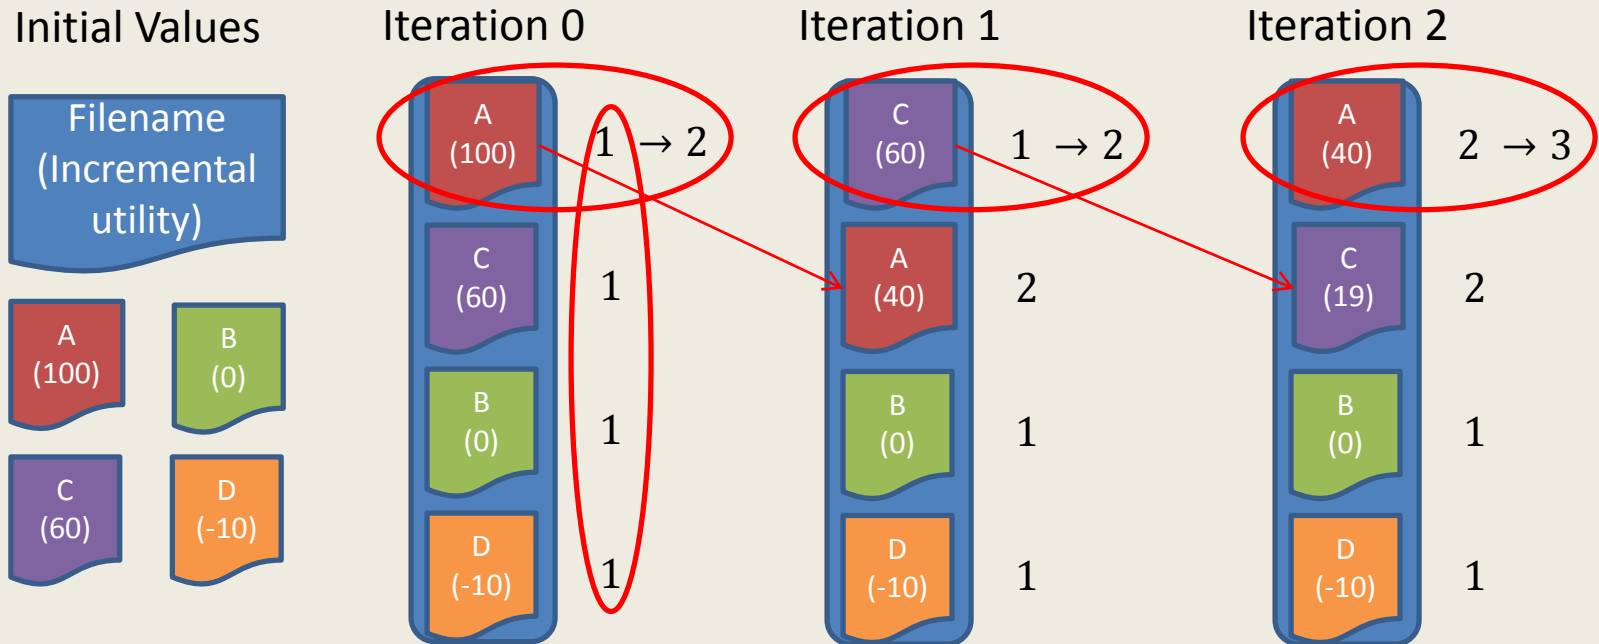 Initial Values
Filename
(Incremental
utility)
A
(100)
B
(0)
C
(60)
D
(-10)
Iteration 0
A
(100)
1 → 2
C
(60)
1
B
(0)
1
D
(-10)
1
Iteration 1
C
(60)
1 → 2
A
(40)
2
B
(0)
1
D
(-10)
1
Iteration 2
A
(40)
2 → 3
C
(19)
2
B
(0)
1
D
(-10)
1